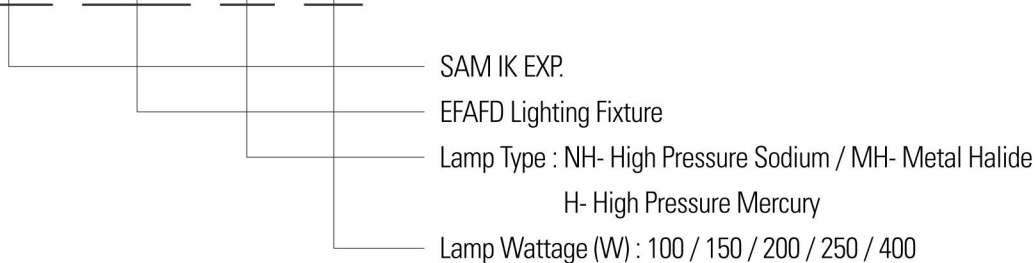 SAM IK EXP.
EFAFD Lighting Fixture
Lamp Type : NH- High Pressure Sodium / MH- Metal Halide
H- High Pressure Mercury
Lamp Wattage (W) : 100 / 150 / 200 / 250 / 400